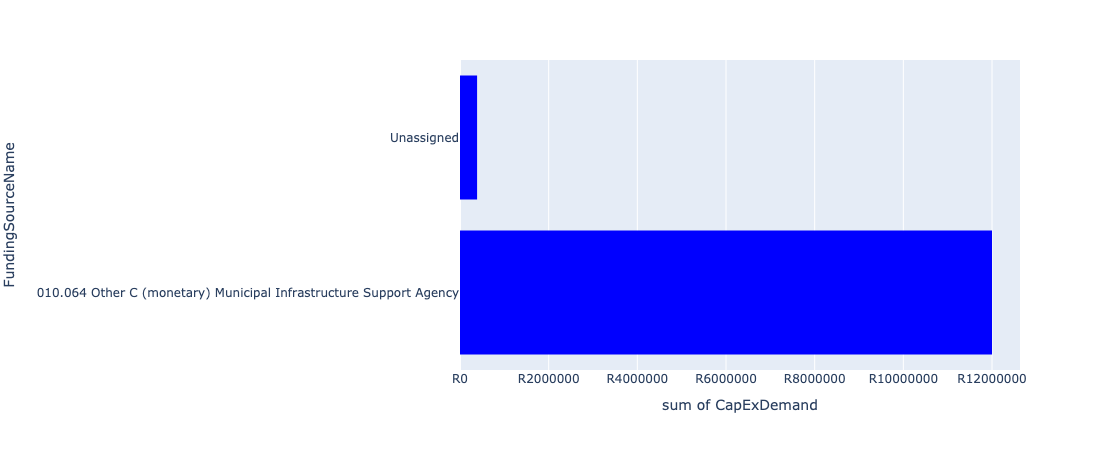 FundingSourceName
Unassigned
010.064 Other C (monetary) Municipal Infrastructure Support Agency
R0 R2000000 R4000000 R6000000 R8000000 R10000000 R12000000
sum of CapExDemand